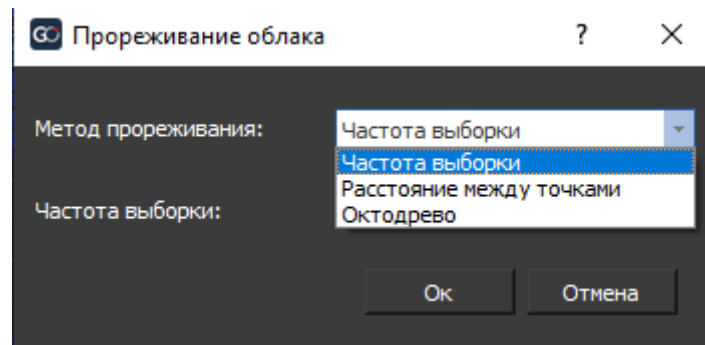 GO Прореживание облака ? X
Метод прореживания: Частота выборки
Частота выборки
Расстояние между точками
Частота выборки: Октодрево
Ок Отмена